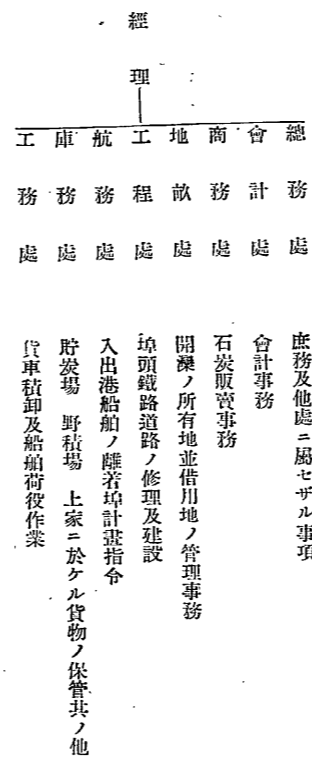 經理
總務處 庶務及他處ニ屬セザル事項
會計處 會計事務
商務處 石炭販賣事務
地畝處 開灤ノ所有地並借用地ノ管理事務
工程處 埠頭鐵路道路ノ修理及建設
航務處 入出港船舶ノ離着埠計畫指令
庫務處 貯炭場 野積場 上家ニ於ケル貨物ノ保管其ノ他
工務處 貨車積卸及船舶荷役作業